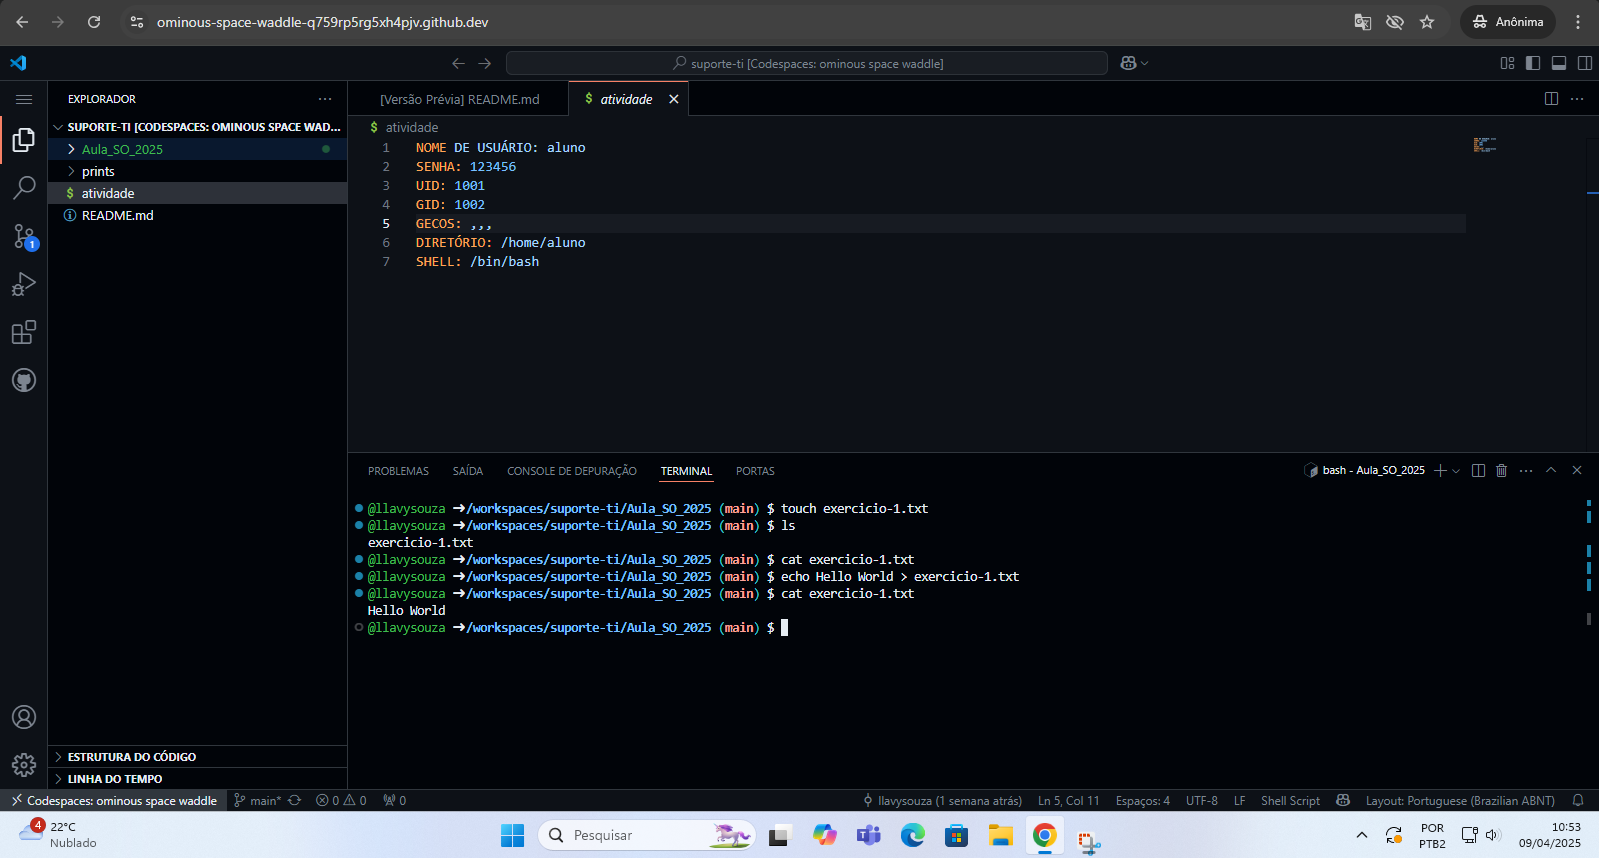 ominous-space-waddle-q759rp5rg5xh4pjv.github.dev
Anônima
suporte-ti [Codespaces: ominous space waddle]
EXPLORADOR
SUPORTE-TI [CODESPACES: OMINOUS SPACE WAD...
Aula_SO_2025
prints
$ atividade
README.md
[Versão Prévia] README.md
$ atividade
$ atividade
1 NOME DE USUÁRIO: aluno
2 SENHA: 123456
3 UID: 1001
4 GID: 1002
5 GECOS: ,,,
6 DIRETÓRIO: /home/aluno
7 SHELL: /bin/bash
1
PROBLEMAS SAÍDA CONSOLE DE DEPURAÇÃO TERMINAL PORTAS
bash - Aula_SO_2025
@llavysouza ➜/workspaces/suporte-ti/Aula_SO_2025 (main) $ touch exercicio-1.txt
@llavysouza ➜/workspaces/suporte-ti/Aula_SO_2025 (main) $ ls
exercicio-1.txt
@llavysouza ➜/workspaces/suporte-ti/Aula_SO_2025 (main) $ cat exercicio-1.txt
@llavysouza ➜/workspaces/suporte-ti/Aula_SO_2025 (main) $ echo Hello World > exercicio-1.txt
@llavysouza ➜/workspaces/suporte-ti/Aula_SO_2025 (main) $ cat exercicio-1.txt
Hello World
@llavysouza ➜/workspaces/suporte-ti/Aula_SO_2025 (main) $
ESTRUTURA DO CÓDIGO
LINHA DO TEMPO
Codespaces: ominous space waddle main* 0 0 0 llavysouza (1 semana atrás) Ln 5, Col 11 Espaços: 4 UTF-8 LF Shell Script Layout: Portuguese (Brazilian ABNT)
4
22°C
Nublado
Pesquisar
POR
PTB2
10:53
09/04/2025